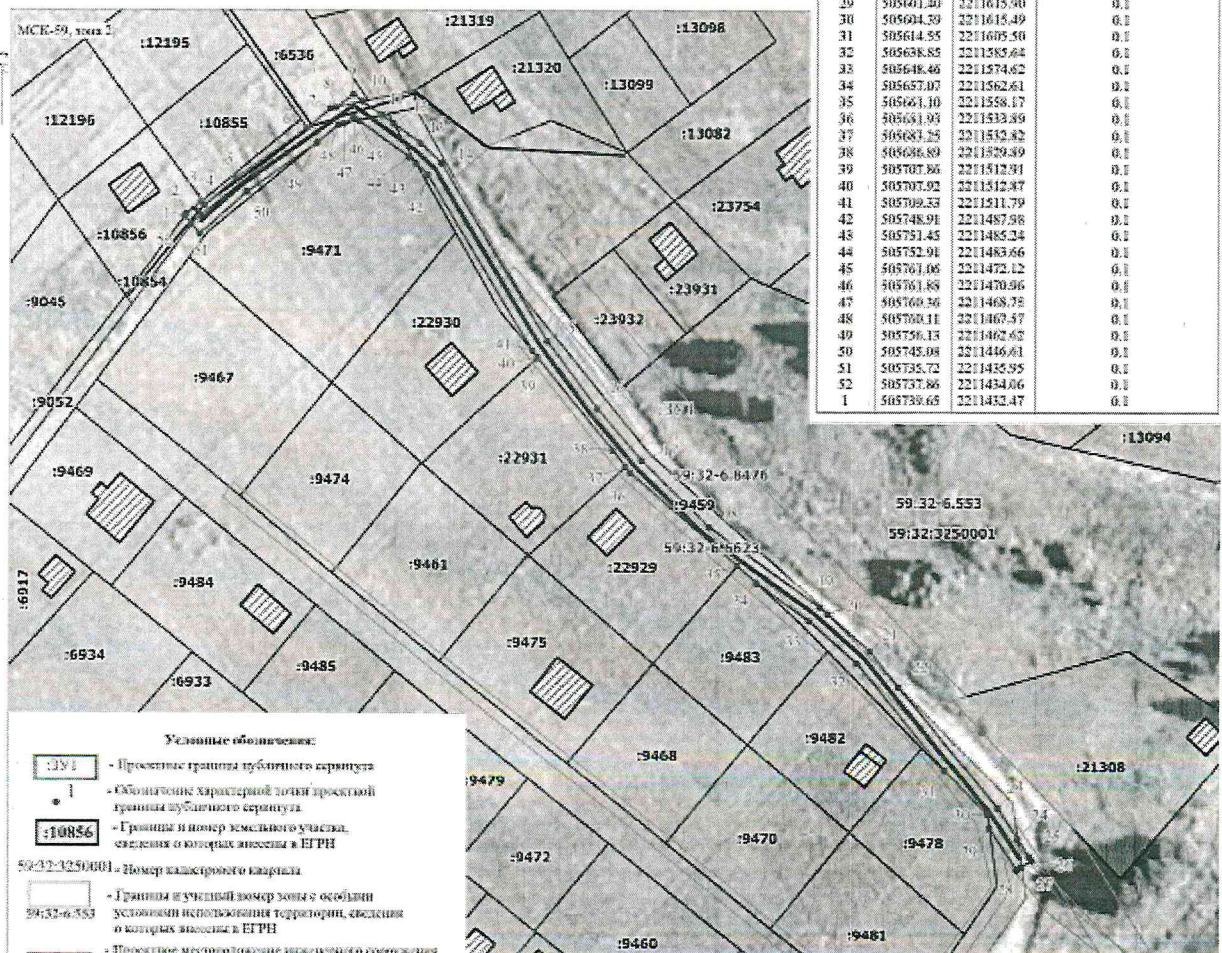 МСК-59, зона 2
29 505601.40 2211615.90 0.1
30 505604.39 2211615.49 0.1
31 505614.55 2211605.50 0.1
32 505638.85 2211585.64 0.1
33 505648.46 2211574.62 0.1
34 505657.07 2211562.61 0.1
35 505661.10 2211558.17 0.1
36 505681.93 2211533.89 0.1
37 505683.25 2211532.82 0.1
38 505686.89 2211529.89 0.1
39 505707.86 2211512.91 0.1
40 505707.92 2211512.87 0.1
41 505709.33 2211511.79 0.1
42 505748.91 2211487.98 0.1
43 505751.45 2211485.24 0.1
44 505752.91 2211483.66 0.1
45 505761.06 2211472.12 0.1
46 505761.88 2211470.96 0.1
47 505760.36 2211468.75 0.1
48 505760.11 2211467.57 0.1
49 505756.13 2211462.62 0.1
50 505745.08 2211446.61 0.1
51 505735.72 2211435.95 0.1
52 505737.86 2211434.06 0.1
1 505739.65 2211432.47 0.1
:21319
:13098
:12195
:6536
:21320
:13099
:12196
:10855
:13082
:23754
:10856
:9471
:10854
:23931
:9045
:22930
:23932
:9467
:9052
:13094
:9469
:9474
:22931
59:32-6.8476
:9459
59.32-6.553
59:32:3250001
:9461
:22929
:6917
:9484
:9475
:9483
:6934
:9485
:6933
:9482
:9468
:21308
:9479
:9470
:9478
:9472
:9481
:9460
Условные обозначения:
:ЗУ1 - Проектные границы публичного сервитута
1 - Обозначение характерной точки проектной
границы публичного сервитута
:10856 - Границы и номер земельного участка,
сведения о которых внесены в ЕГРН
59:32:3250001 - Номер кадастрового квартала
59:32-6.553 - Границы и учетный номер зоны с особыми
условиями использования территории, сведения
о которых внесены в ЕГРН
- Проектное местоположение инженерного сооружения